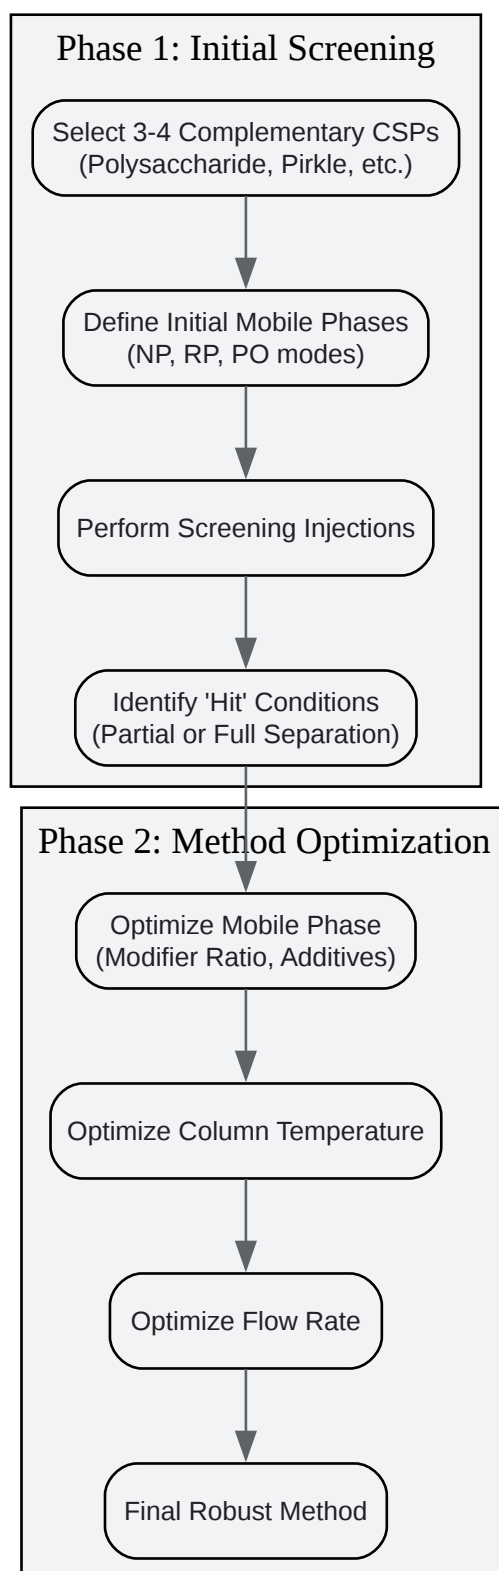 Phase 1: Initial Screening
Select 3-4 Complementary CSPs
(Polysaccharide, Pirkle, etc.)
Define Initial Mobile Phases
(NP, RP, PO modes)
Perform Screening Injections
Identify 'Hit' Conditions
(Partial or Full Separation)
Phase 2: Method Optimization
Optimize Mobile Phase
(Modifier Ratio, Additives)
Optimize Column Temperature
Optimize Flow Rate
Final Robust Method